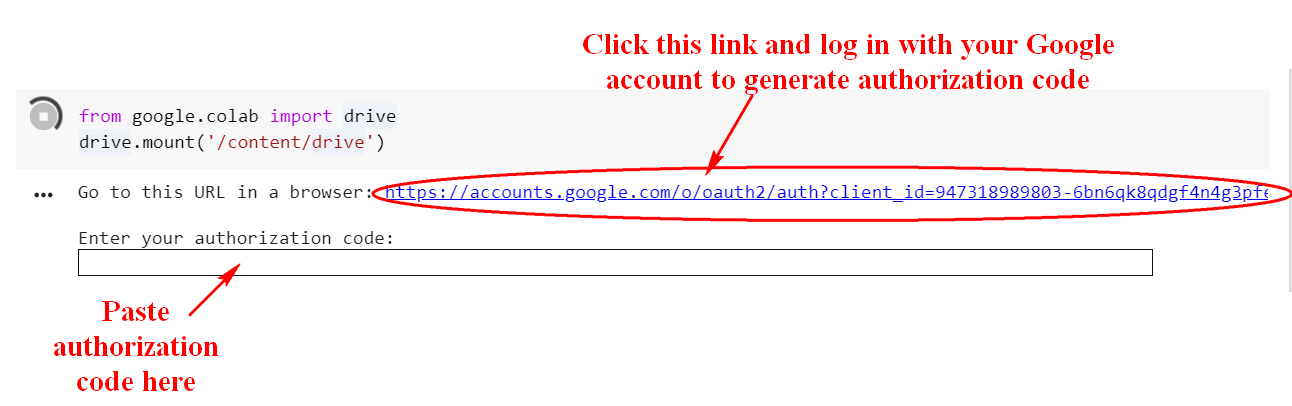 Click this link and log in with your Google
account to generate authorization code
from google.colab import drive
drive.mount('/content/drive')
Go to this URL in a browser: https://accounts.google.com/o/oauth2/auth?client_id=947318989803-6bn6qk8qdgf4n4g3pfe
Enter your authorization code:
Paste
authorization
code here